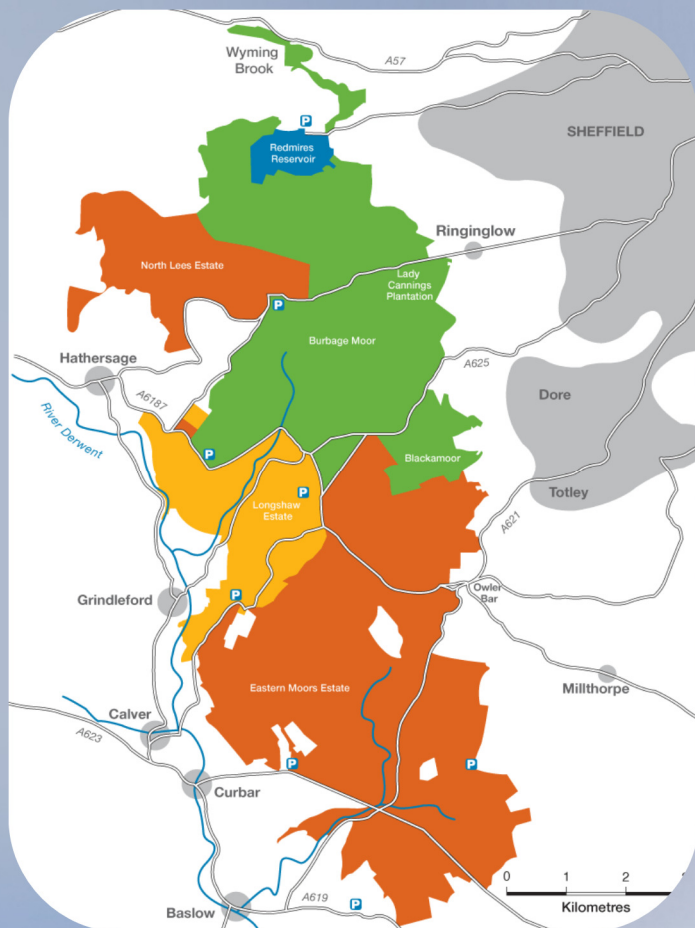 Wyming
Brook
A57
P
SHEFFIELD
Redmires
Reservoir
Ringinglow
North Lees Estate
Lady
Cannings
Plantation
P
Burbage Moor
Hathersage
A625
A6187
Dore
River Derwent
P
Blackamoor
P
Longshaw
Estate
Totley
A621
Owler
Bar
Grindleford
P
Eastern Moors Estate
Millthorpe
Calver
A623
P
P
Curbar
0 1 2
Kilometres
A619
P
Baslow